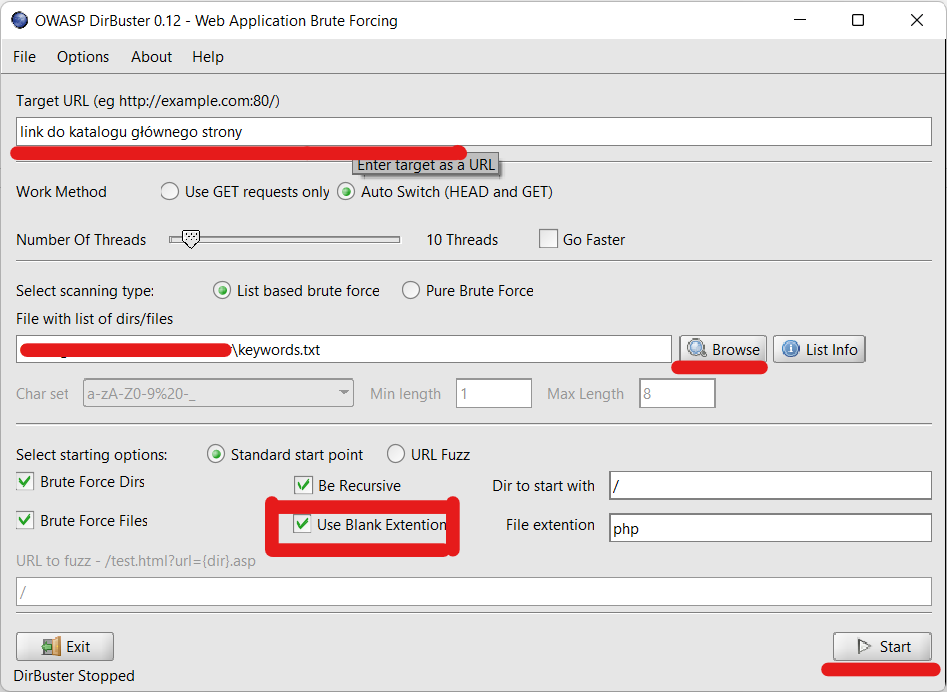 OWASP DirBuster 0.12 - Web Application Brute Forcing
File Options About Help
Target URL (eg http://example.com:80/)
link do katalogu głównego strony
Enter target as a URL
Work Method Use GET requests only Auto Switch (HEAD and GET)
Number Of Threads 10 Threads Go Faster
Select scanning type: List based brute force Pure Brute Force
File with list of dirs/files
\keywords.txt Browse List Info
Char set a-zA-Z0-9%20-_ Min length 1 Max Length 8
Select starting options: Standard start point URL Fuzz
Brute Force Dirs Be Recursive Dir to start with /
Brute Force Files Use Blank Extention File extention php
URL to fuzz - /test.html?url={dir}.asp
/
Exit Start
DirBuster Stopped